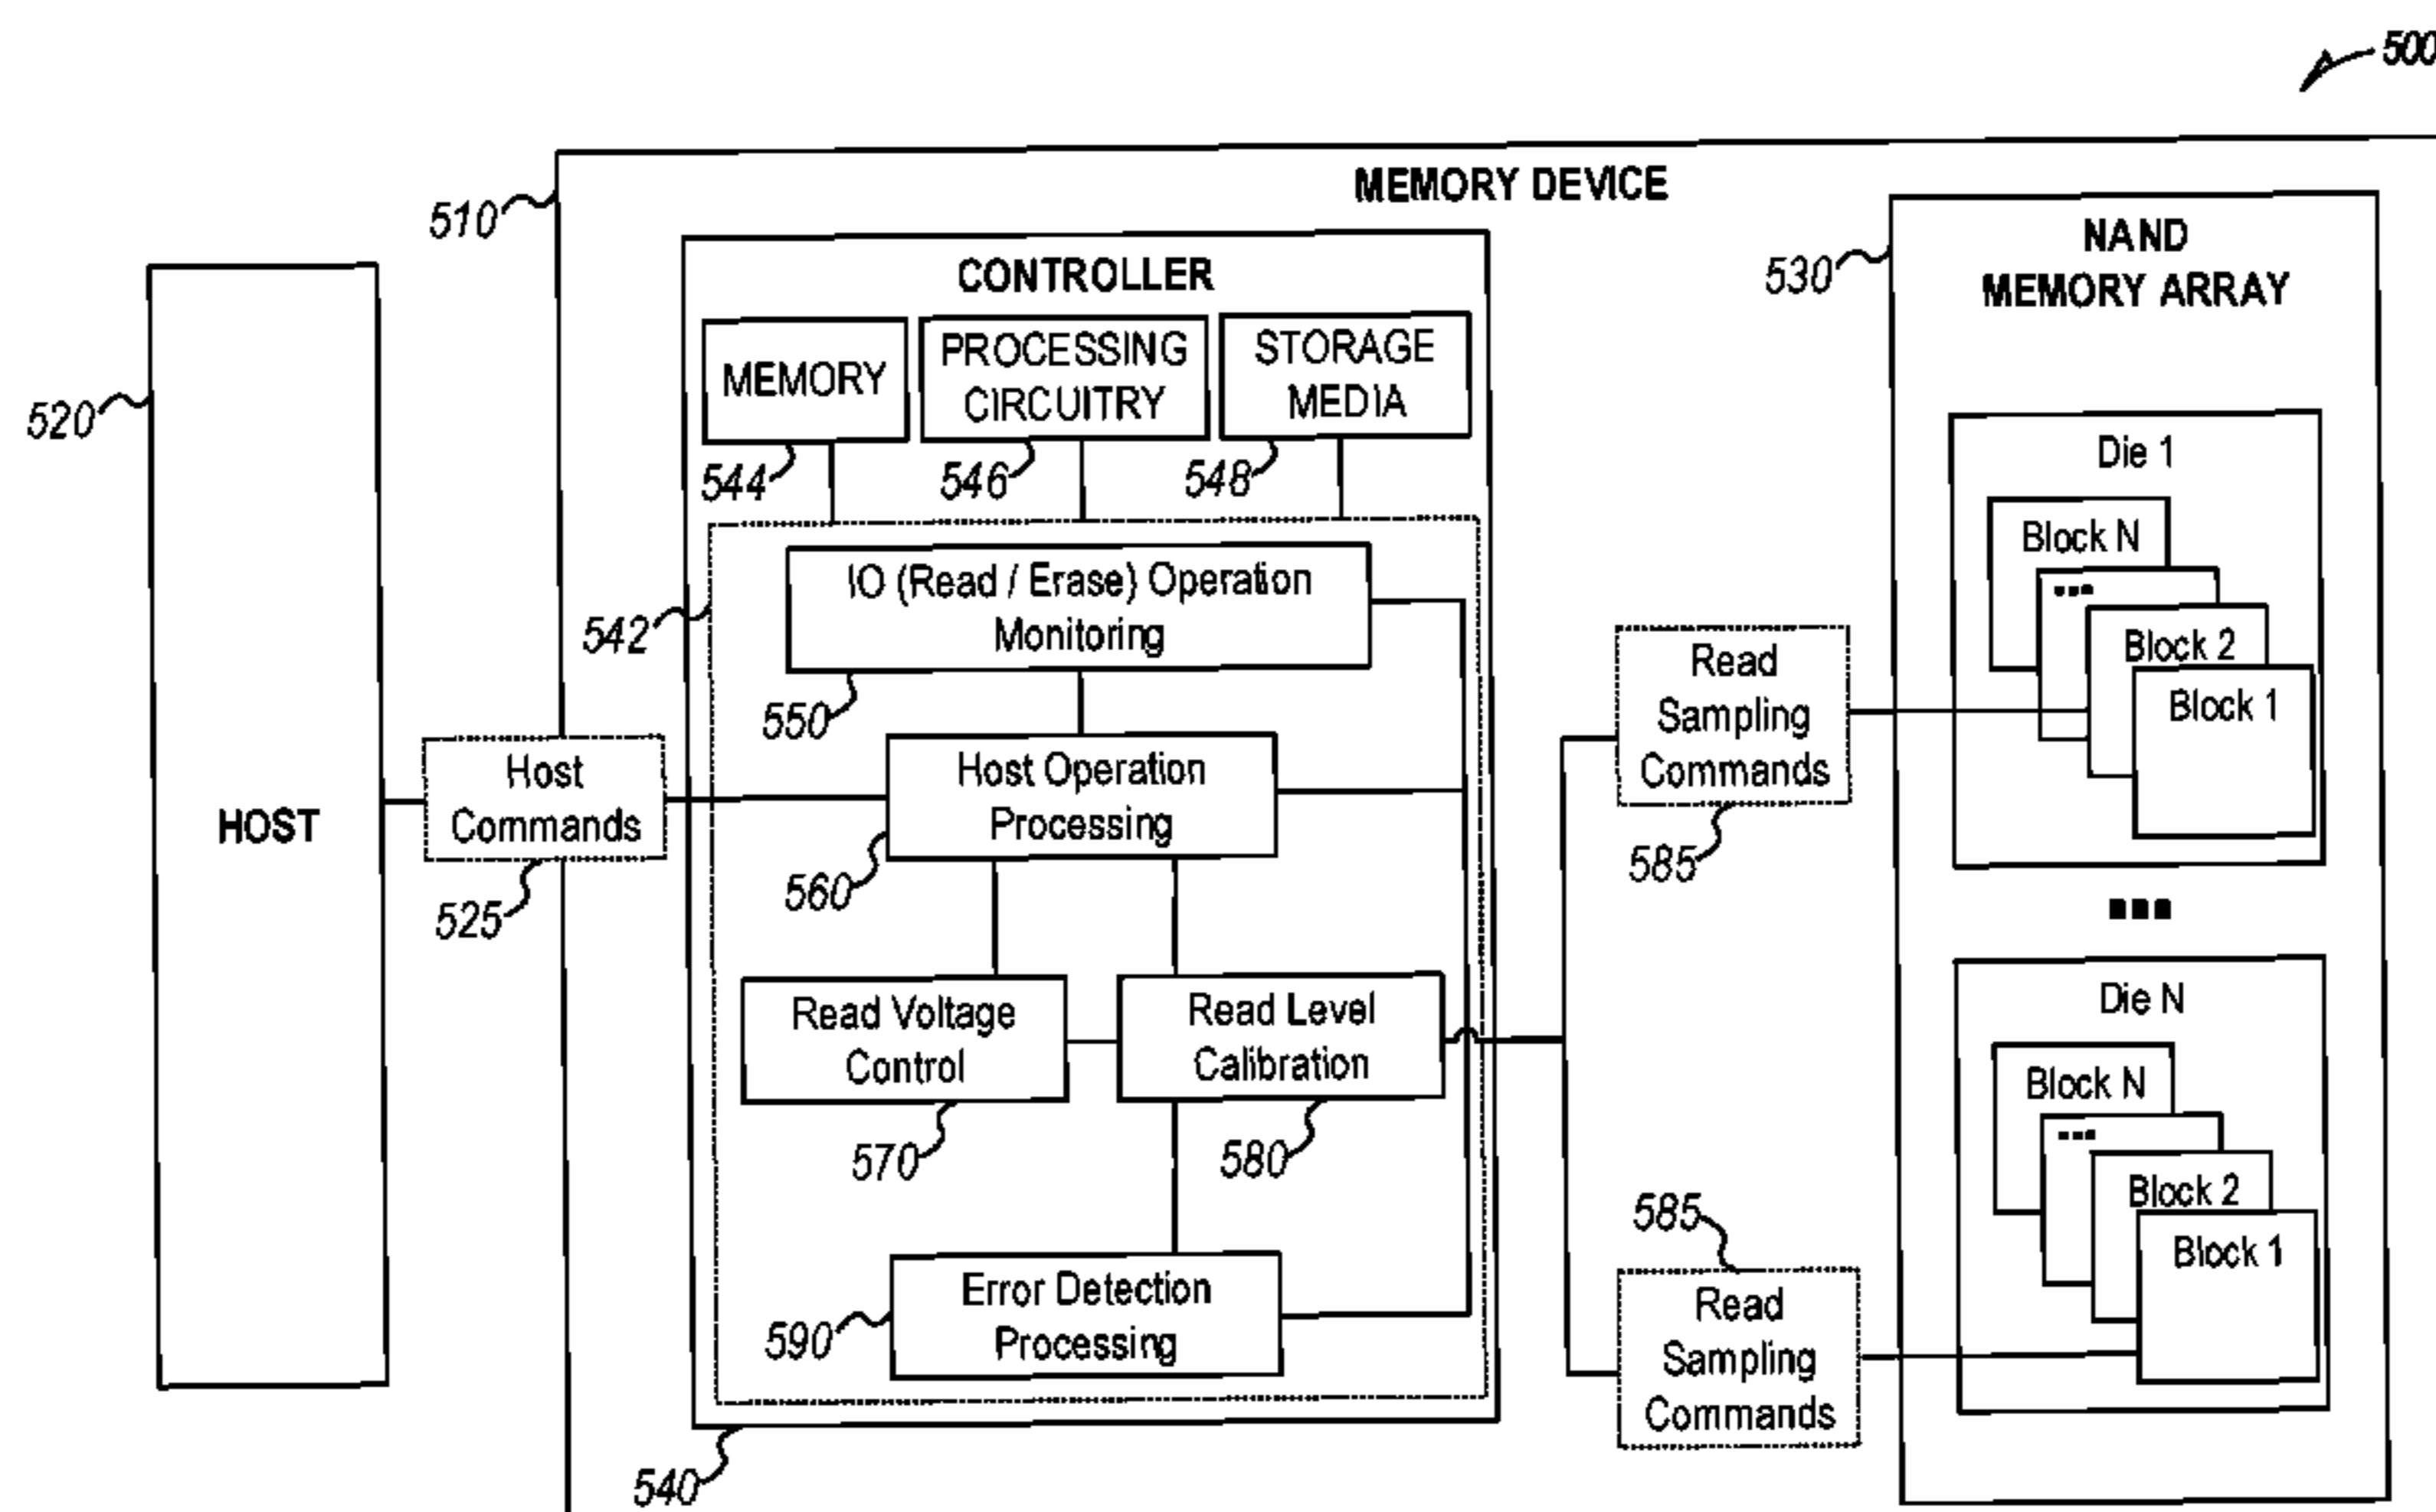 500
MEMORY DEVICE
510
CONTROLLER
530
NAND
MEMORY ARRAY
520
HOST
MEMORY
544
PROCESSING
CIRCUITRY
546
STORAGE
MEDIA
548
542
IO (Read / Erase) Operation
Monitoring
550
Host
Commands
525
Host Operation
Processing
560
Read Voltage
Control
570
Read Level
Calibration
580
Error Detection
Processing
590
540
Read
Sampling
Commands
585
585
Read
Sampling
Commands
Die 1
Block N
...
Block 2
Block 1
...
Die N
Block N
...
Block 2
Block 1